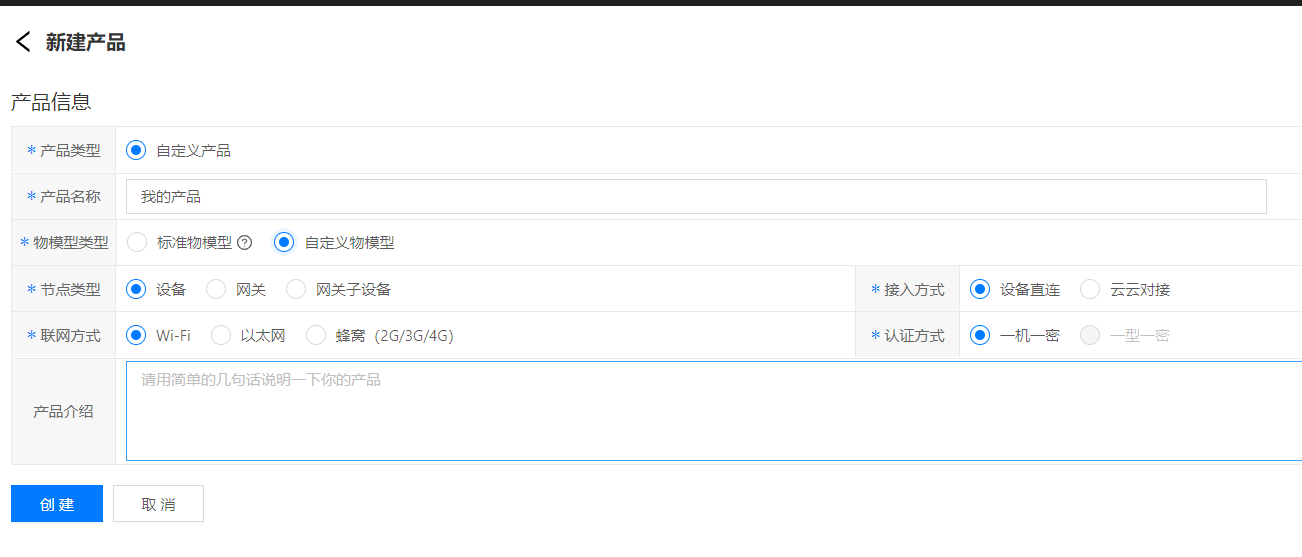 新建产品
产品信息
* 产品类型 自定义产品
* 产品名称 我的产品
* 物模型类型 标准物模型 ? 自定义物模型
* 节点类型 设备 网关 网关子设备 * 接入方式 设备直连 云云对接
* 联网方式 Wi-Fi 以太网 蜂窝（2G/3G/4G） * 认证方式 一机一密 一型一密
请用简单的几句话说明一下你的产品
产品介绍
创 建 取 消